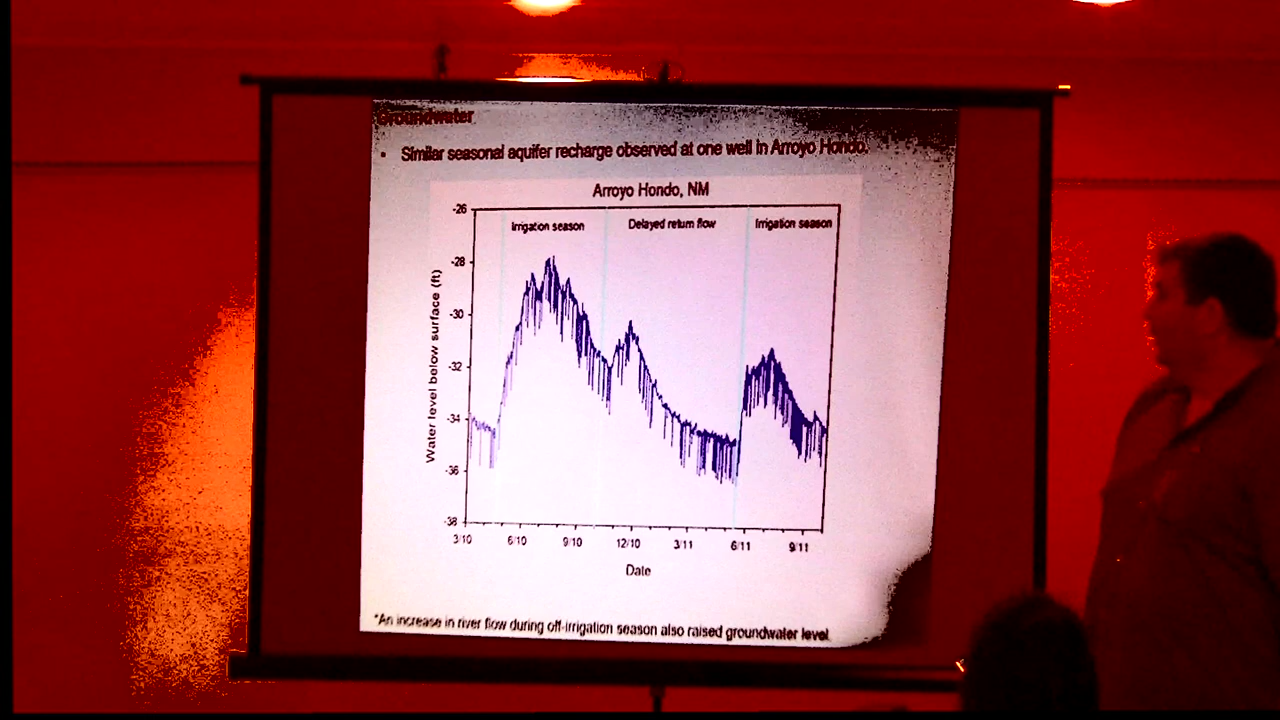 Groundwater
• Similar seasonal aquifer recharge observed at one well in Arroyo Hondo.
Arroyo Hondo, NM
Irrigation season
Delayed return flow
Irrigation season
Water level below surface (ft)
-26
-28
-30
-32
-34
-36
-38
3/10 6/10 9/10 12/10 3/11 6/11 9/11
Date
*An increase in river flow during off-irrigation season also raised groundwater level.